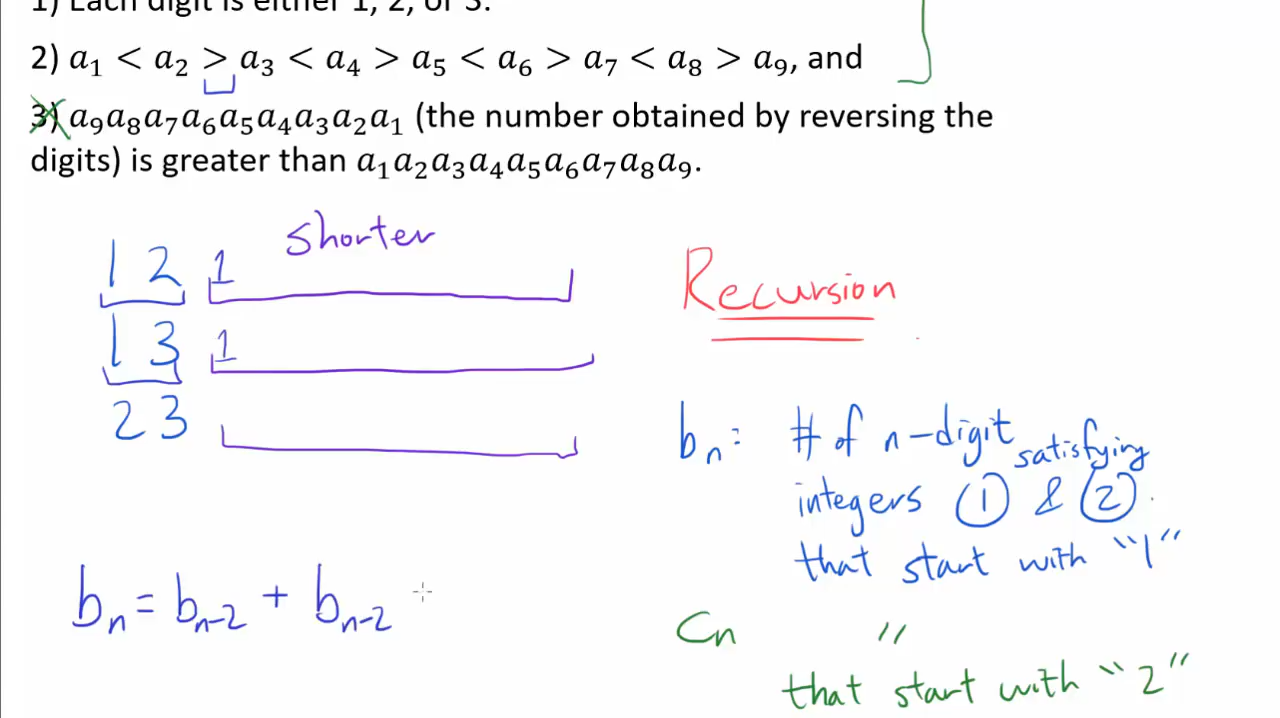 1) Each digit is either 1, 2, or 3.
2) a₁ < a₂ > a₃ < a₄ > a₅ < a₆ > a₇ < a₈ > a₉, and
3) a₉a₈a₇a₆a₅a₄a₃a₂a₁ (the number obtained by reversing the
digits) is greater than a₁a₂a₃a₄a₅a₆a₇a₈a₉.
shorter
1 2 1
1 3 1
2 3
Recursion
bₙ = # of n-digit satisfying
integers ① & ②.
that start with "1"
bₙ = bₙ₋₂ + bₙ₋₂
Cₙ "
that start with "2"